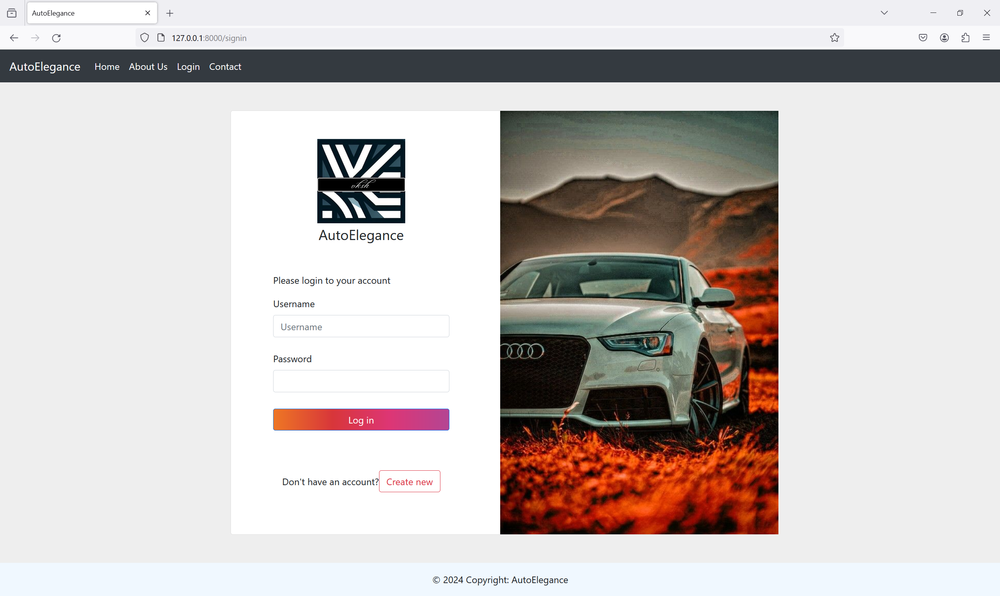 AutoElegance
127.0.0.1:8000/signin
AutoElegance Home About Us Login Contact
vksh
AutoElegance
Please login to your account
Username
Username
Password
Log in
Don't have an account? Create new
© 2024 Copyright: AutoElegance